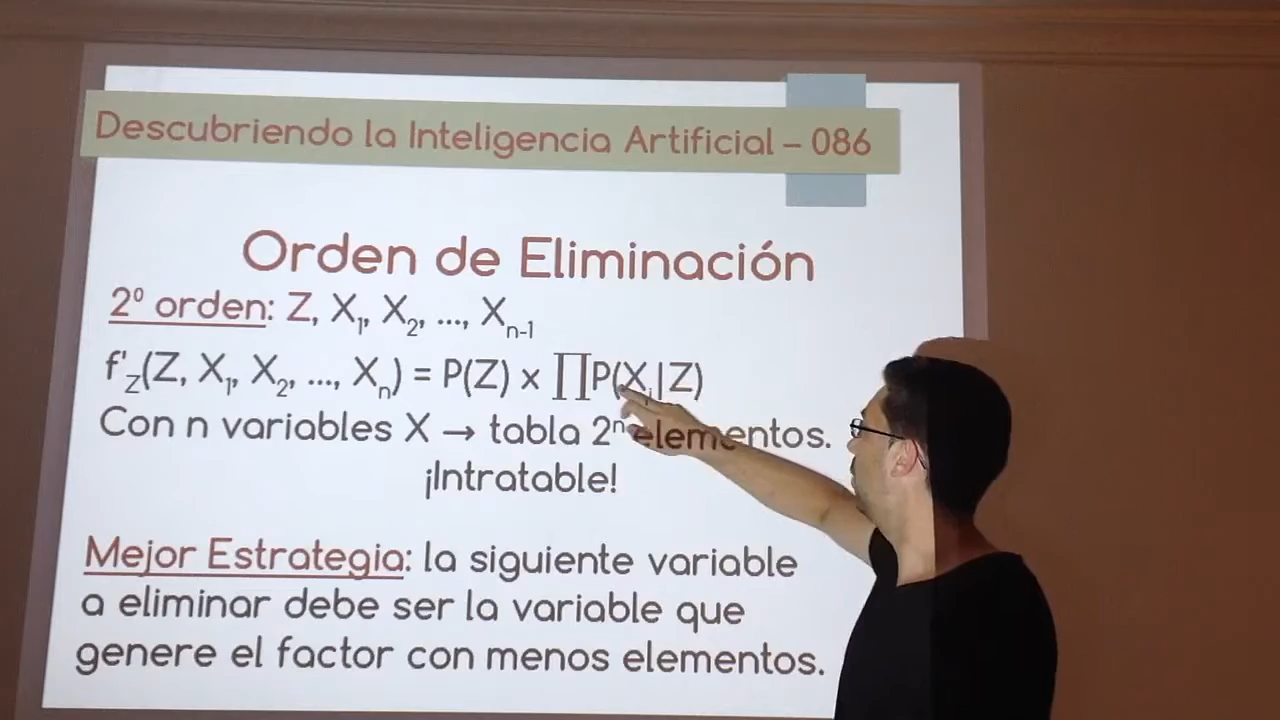 Descubriendo la Inteligencia Artificial – 086
Orden de Eliminación
2º orden: Z, X₁, X₂, ..., Xₙ₋₁
f'_Z(Z, X₁, X₂, ..., Xₙ) = P(Z) x ∏P(Xᵢ|Z)
Con n variables X → tabla 2ⁿ elementos.
¡Intratable!
Mejor Estrategia: la siguiente variable
a eliminar debe ser la variable que
genere el factor con menos elementos.